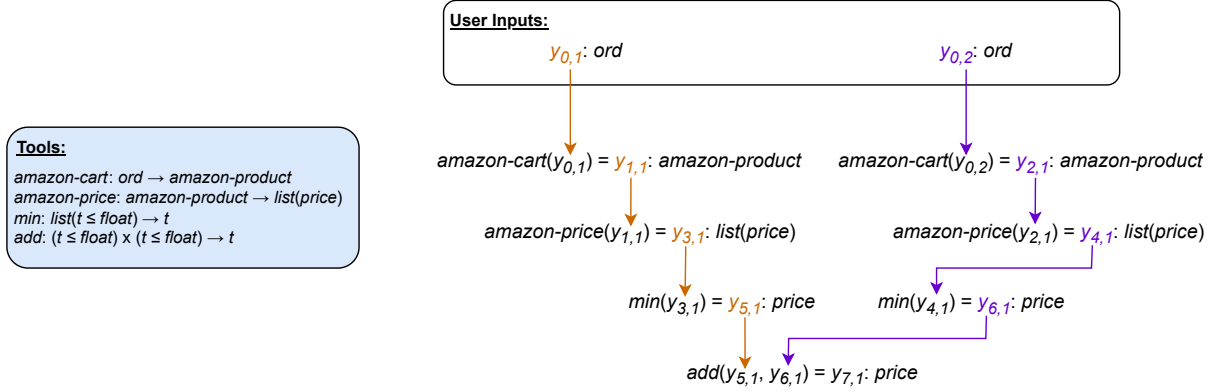 User Inputs:
y0,1: ord
y0,2: ord
Tools:
amazon-cart: ord → amazon-product
amazon-price: amazon-product → list(price)
min: list(t ≤ float) → t
add: (t ≤ float) x (t ≤ float) → t
amazon-cart(y0,1) = y1,1: amazon-product
amazon-cart(y0,2) = y2,1: amazon-product
amazon-price(y1,1) = y3,1: list(price)
amazon-price(y2,1) = y4,1: list(price)
min(y3,1) = y5,1: price
min(y4,1) = y6,1: price
add(y5,1, y6,1) = y7,1: price